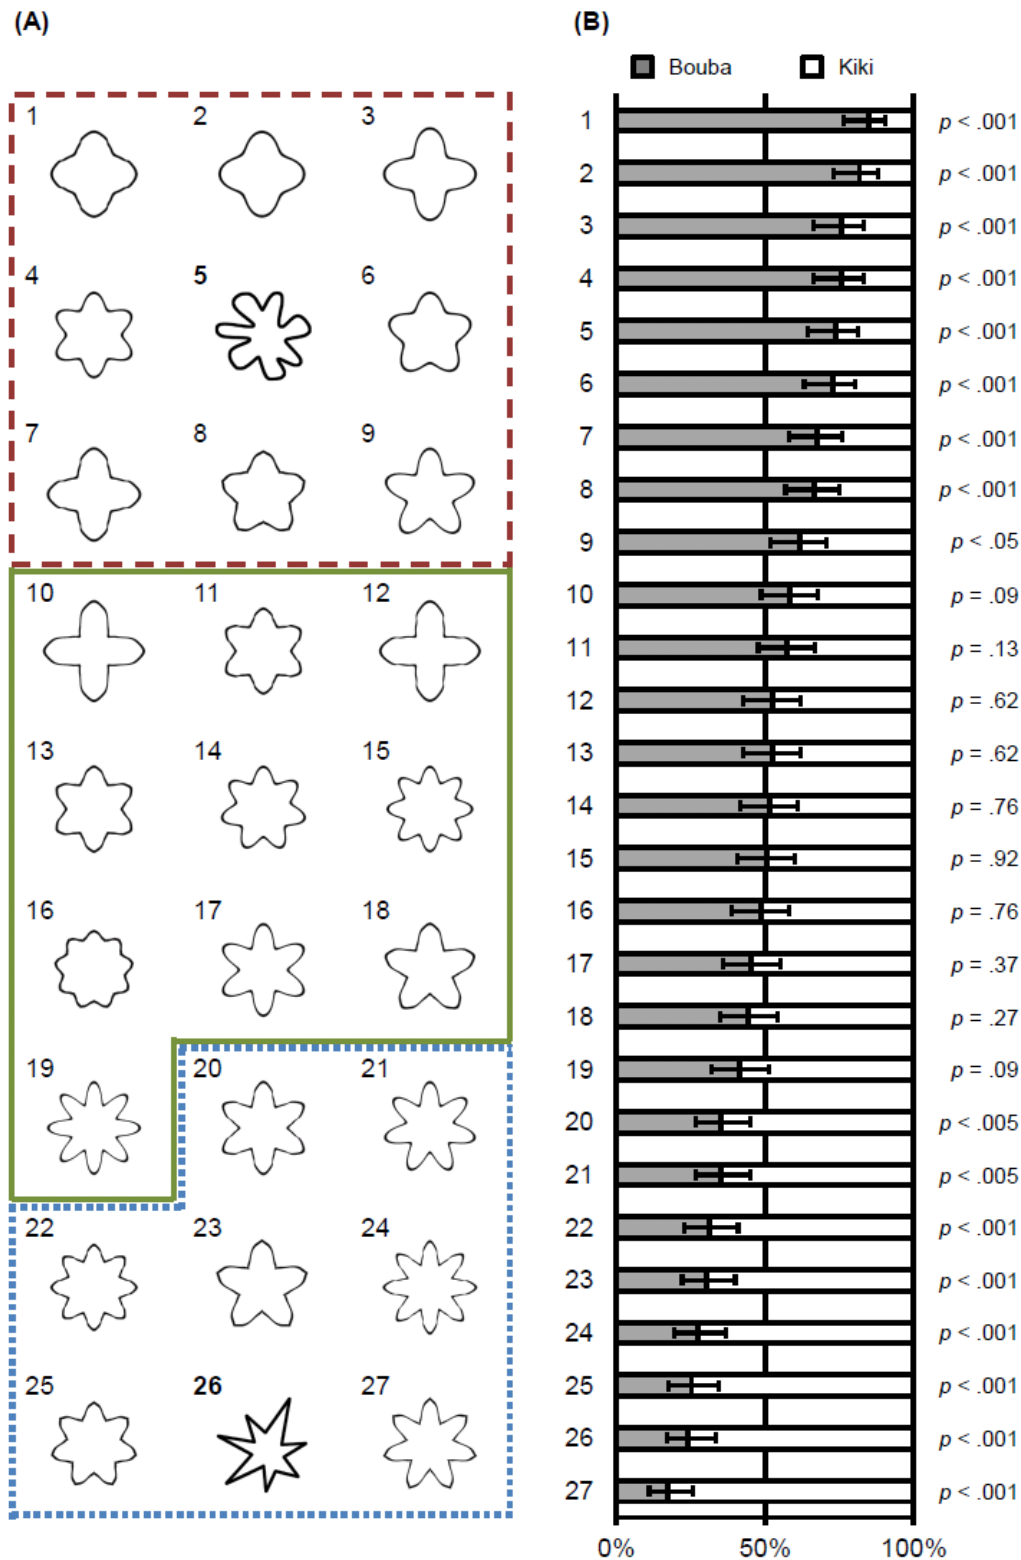 (A)
1 2 3
4 5 6
7 8 9
10 11 12
13 14 15
16 17 18
19 20 21
22 23 24
25 26 27
(B)
Bouba Kiki
1 p < .001
2 p < .001
3 p < .001
4 p < .001
5 p < .001
6 p < .001
7 p < .001
8 p < .001
9 p < .05
10 p = .09
11 p = .13
12 p = .62
13 p = .62
14 p = .76
15 p = .92
16 p = .76
17 p = .37
18 p = .27
19 p = .09
20 p < .005
21 p < .005
22 p < .001
23 p < .001
24 p < .001
25 p < .001
26 p < .001
27 p < .001
0% 50% 100%